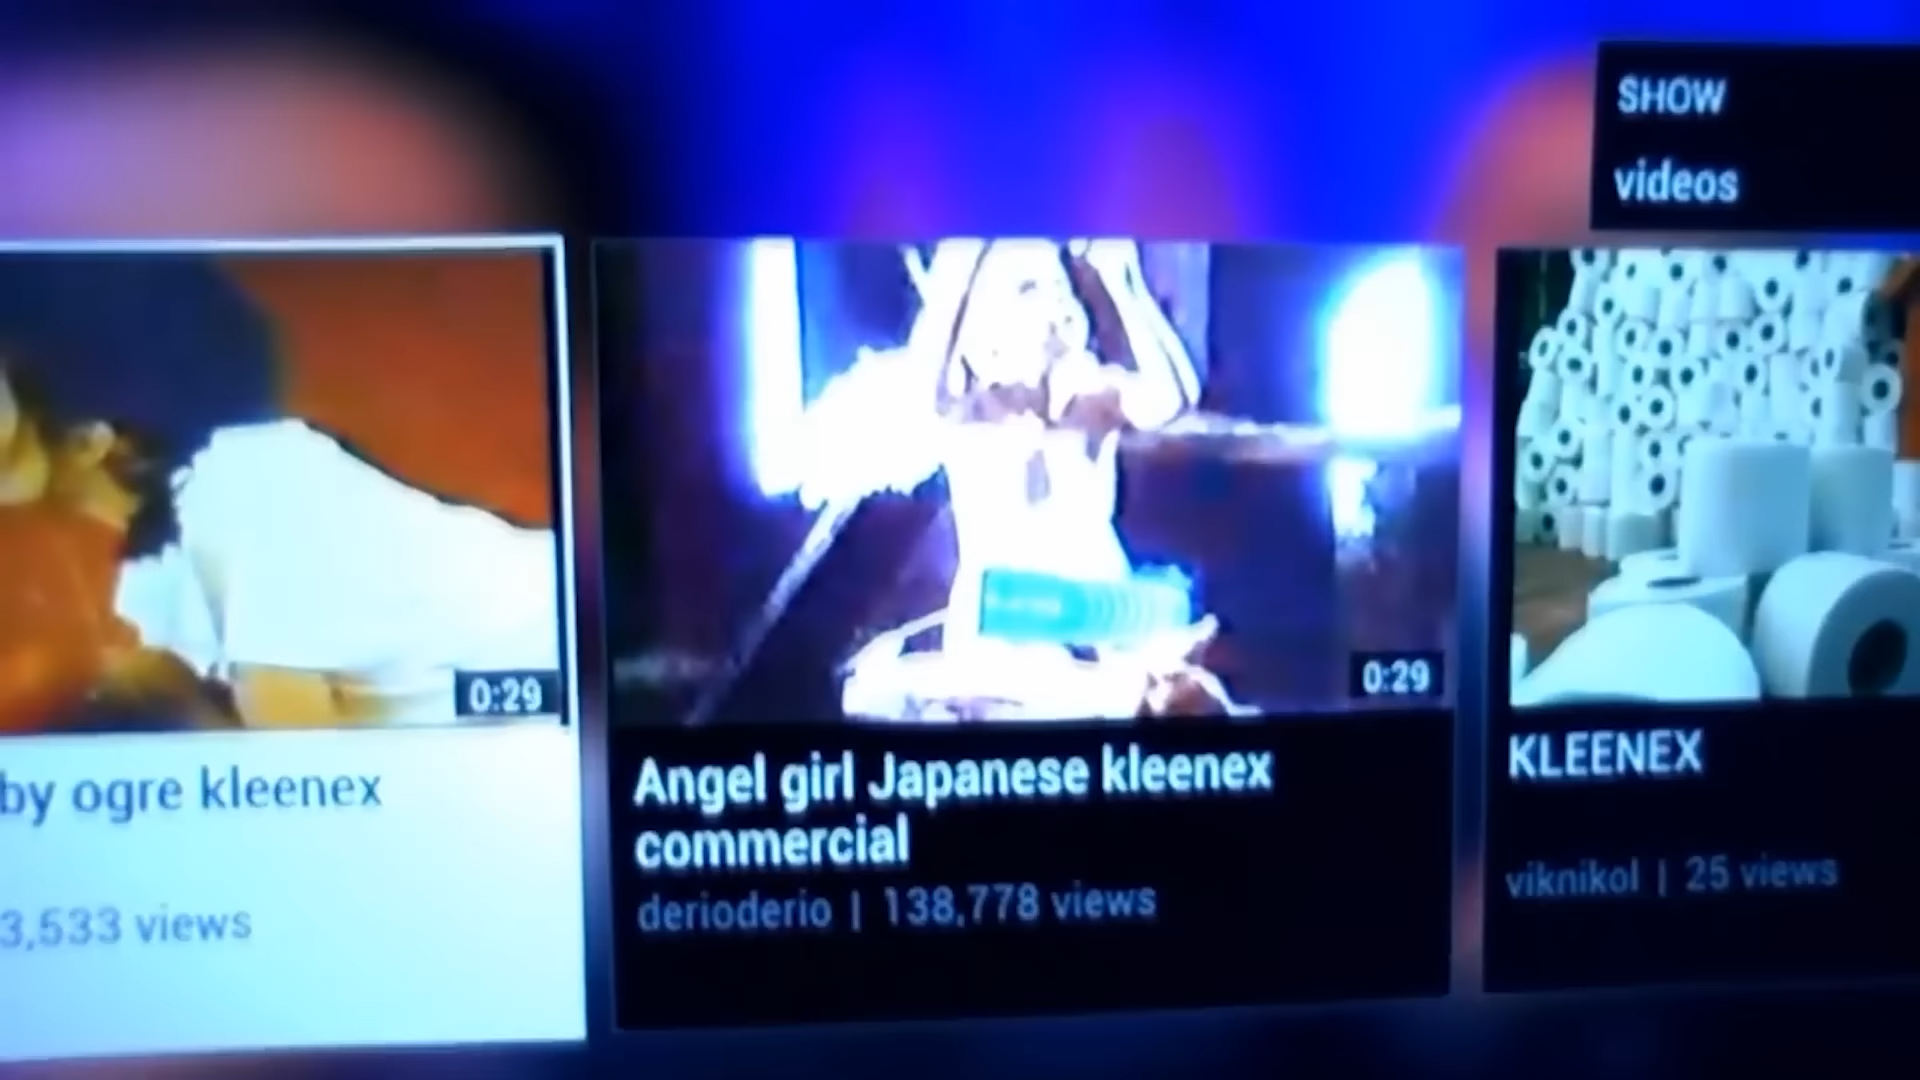 SHOW
videos
0:29
by ogre kleenex
3,533 views
0:29
Angel girl Japanese kleenex
commercial
derioderio | 138,778 views
KLEENEX
viknikol | 25 views